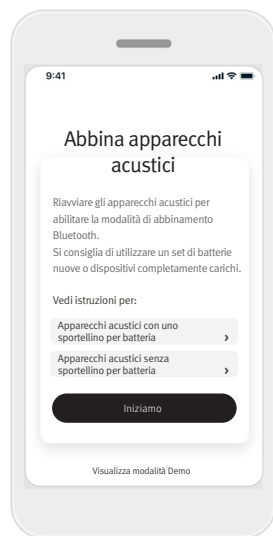 9:41
Abbina apparecchi
acustici
Riavviare gli apparecchi acustici per
abilitare la modalità di abbinamento
Bluetooth.
Si consiglia di utilizzare un set di batterie
nuove o dispositivi completamente carichi.
Vedi istruzioni per:
Apparecchi acustici con uno
sportellino per batteria ›
Apparecchi acustici senza
sportellino per batteria ›
Iniziamo
Visualizza modalità Demo